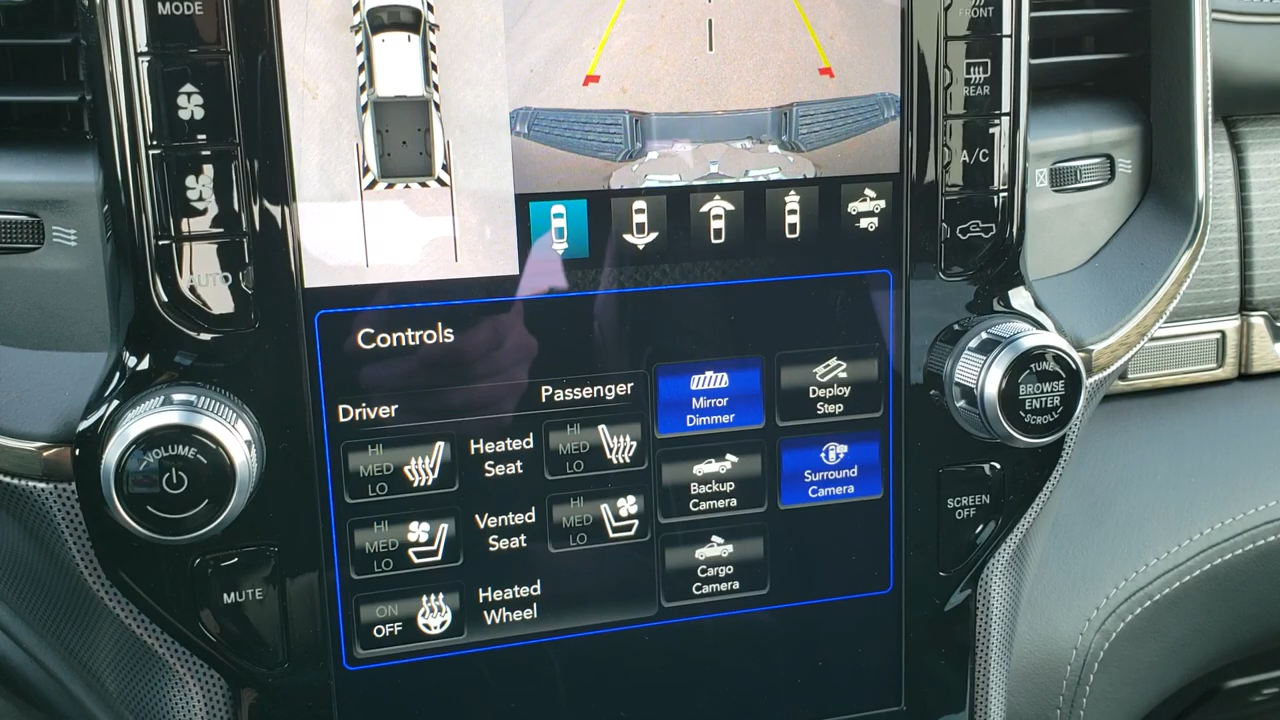 MODE
AUTO
VOLUME
MUTE
FRONT
REAR
A/C
TUNE
BROWSE
ENTER
SCROLL
SCREEN
OFF
Controls
Driver
Passenger
HI
MED
LO
Heated
Seat
HI
MED
LO
HI
MED
LO
Vented
Seat
HI
MED
LO
ON
OFF
Heated
Wheel
Mirror
Dimmer
Deploy
Step
Backup
Camera
Surround
Camera
Cargo
Camera